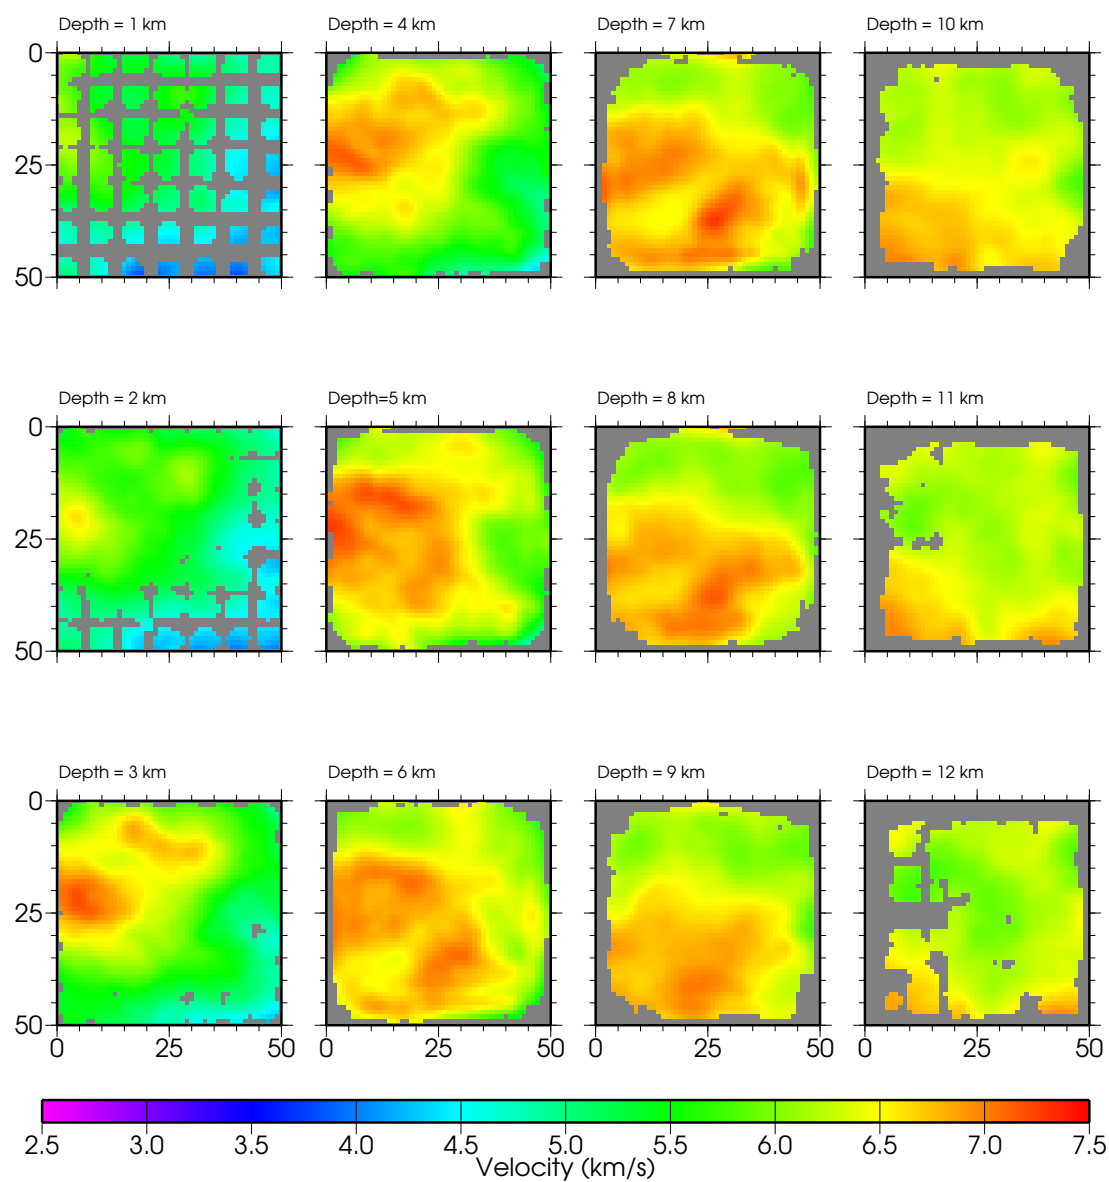 Depth = 1 km
Depth = 4 km
Depth = 7 km
Depth = 10 km
0
25
50
Depth = 2 km
Depth=5 km
Depth = 8 km
Depth = 11 km
0
25
50
Depth = 3 km
Depth = 6 km
Depth = 9 km
Depth = 12 km
0
25
50
0 25 50 0 25 50 0 25 50 0 25 50
2.5 3.0 3.5 4.0 4.5 5.0 5.5 6.0 6.5 7.0 7.5
Velocity (km/s)